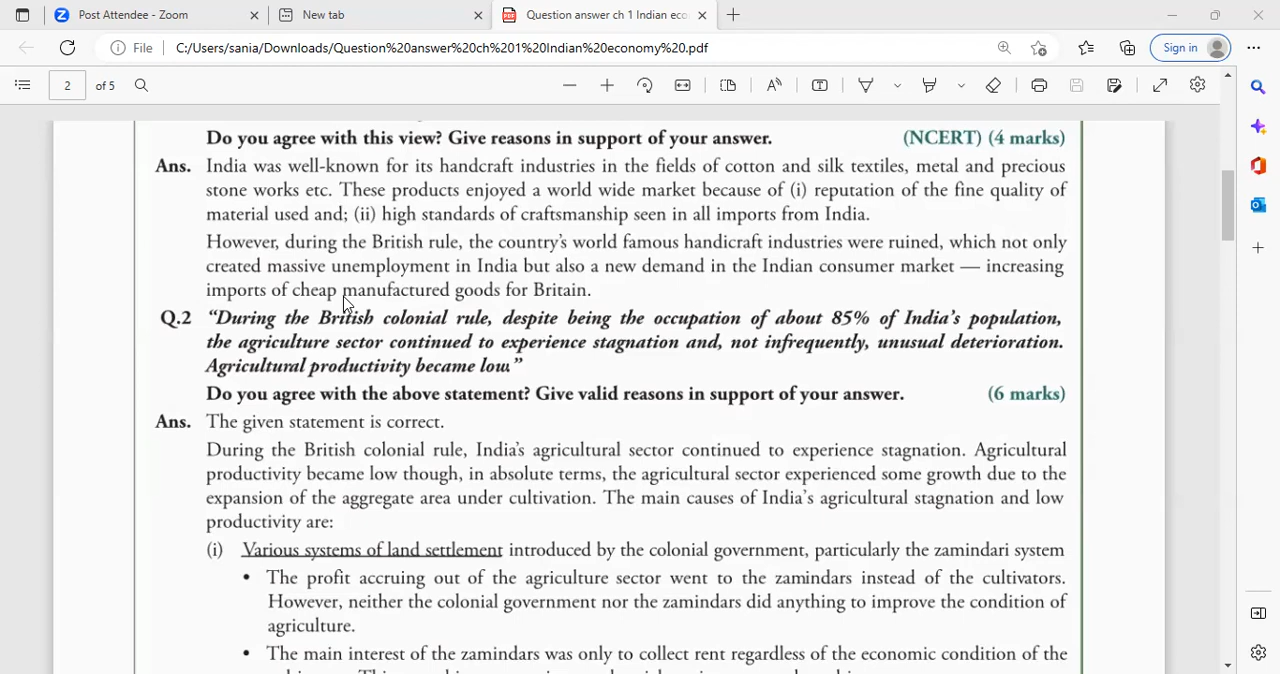 Post Attendee - Zoom
New tab
Question answer ch 1 Indian eco
File
C:/Users/sania/Downloads/Question%20answer%20ch%201%20Indian%20economy%20.pdf
Sign in
2 of 5
Do you agree with this view? Give reasons in support of your answer. (NCERT) (4 marks)
Ans. India was well-known for its handcraft industries in the fields of cotton and silk textiles, metal and precious
stone works etc. These products enjoyed a world wide market because of (i) reputation of the fine quality of
material used and; (ii) high standards of craftsmanship seen in all imports from India.
However, during the British rule, the country's world famous handicraft industries were ruined, which not only
created massive unemployment in India but also a new demand in the Indian consumer market — increasing
imports of cheap manufactured goods for Britain.
Q.2 "During the British colonial rule, despite being the occupation of about 85% of India's population,
the agriculture sector continued to experience stagnation and, not infrequently, unusual deterioration.
Agricultural productivity became low."
Do you agree with the above statement? Give valid reasons in support of your answer. (6 marks)
Ans. The given statement is correct.
During the British colonial rule, India's agricultural sector continued to experience stagnation. Agricultural
productivity became low though, in absolute terms, the agricultural sector experienced some growth due to the
expansion of the aggregate area under cultivation. The main causes of India's agricultural stagnation and low
productivity are:
(i) Various systems of land settlement introduced by the colonial government, particularly the zamindari system
• The profit accruing out of the agriculture sector went to the zamindars instead of the cultivators.
However, neither the colonial government nor the zamindars did anything to improve the condition of
agriculture.
• The main interest of the zamindars was only to collect rent regardless of the economic condition of the